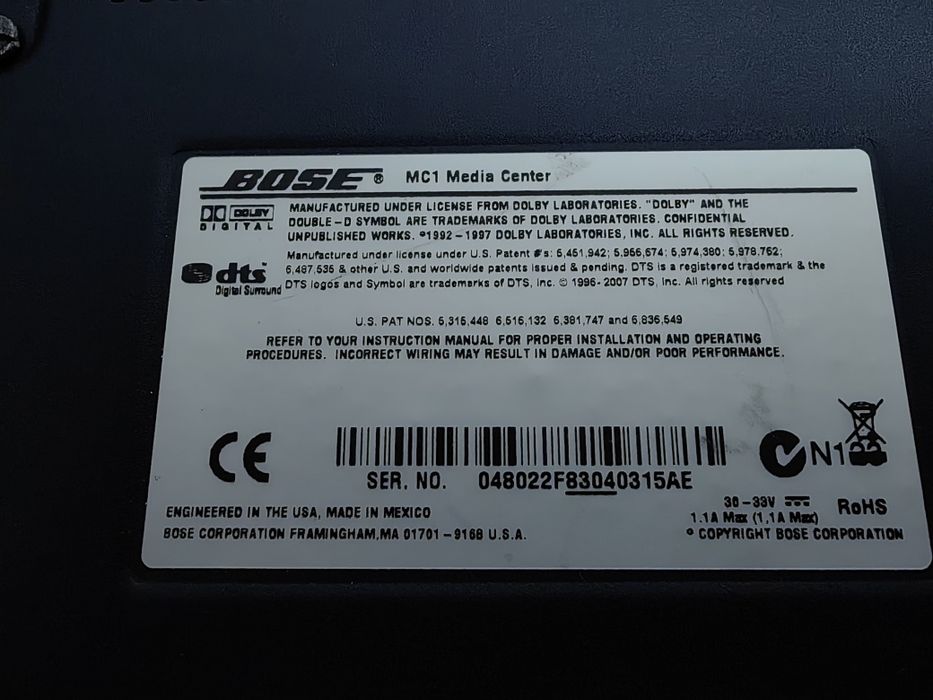 BOSE® MC1 Media Center
DOLBY
DIGITAL
MANUFACTURED UNDER LICENSE FROM DOLBY LABORATORIES. "DOLBY" AND THE
DOUBLE-D SYMBOL ARE TRADEMARKS OF DOLBY LABORATORIES. CONFIDENTIAL
UNPUBLISHED WORKS. ©1992-1997 DOLBY LABORATORIES, INC. ALL RIGHTS RESERVED.
dts
Digital Surround
Manufactured under license under U.S. Patent #'s: 5,451,942; 5,956,674; 5,974,380; 5,978,762;
6,487,535 & other U.S. and worldwide patents issued & pending. DTS is a registered trademark & the
DTS logos and Symbol are trademarks of DTS, Inc. © 1996-2007 DTS, Inc. All rights reserved
U.S. PAT NOS. 5,315,448 6,516,132 6,381,747 and 6,836,549
REFER TO YOUR INSTRUCTION MANUAL FOR PROPER INSTALLATION AND OPERATING
PROCEDURES. INCORRECT WIRING MAY RESULT IN DAMAGE AND/OR POOR PERFORMANCE.
CE
SER. NO. 048022F83040315AE
ENGINEERED IN THE USA, MADE IN MEXICO
BOSE CORPORATION FRAMINGHAM,MA 01701-9168 U.S.A.
30-33V
1.1A Max (1,1A Max)
RoHS
© COPYRIGHT BOSE CORPORATION